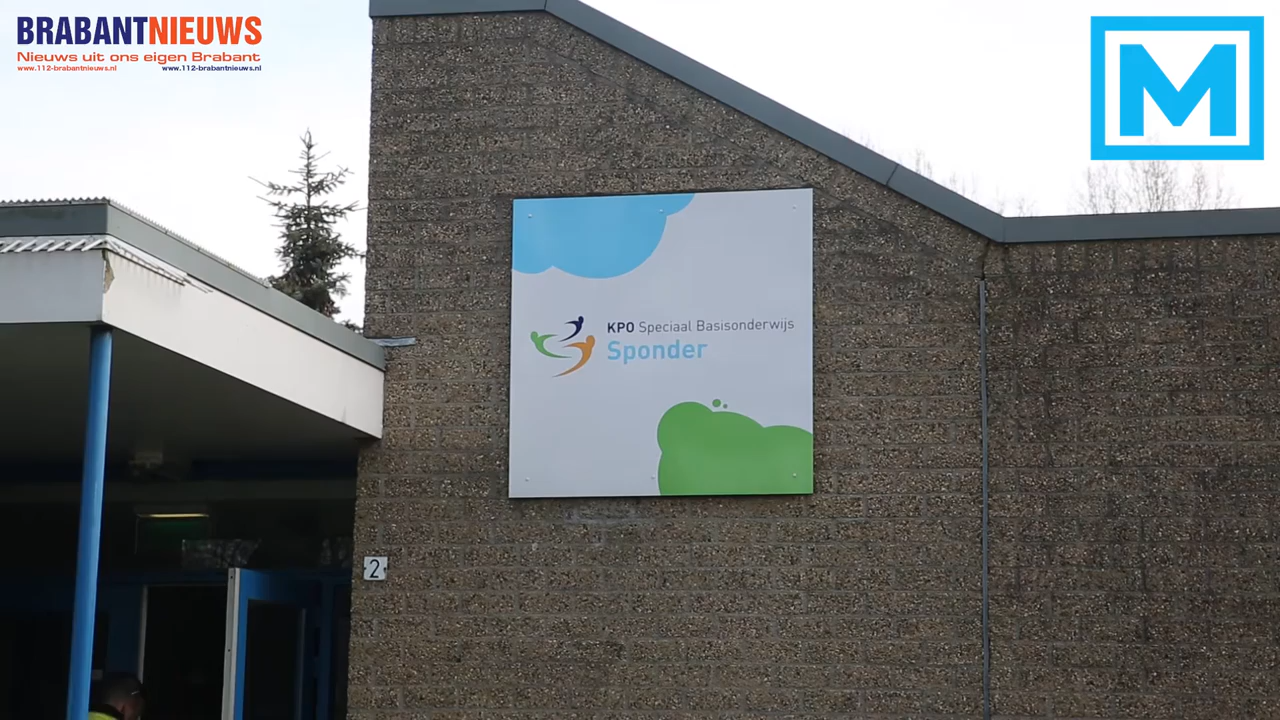 BRABANTNIEUWS
Nieuws uit ons eigen Brabant
www.112-brabantnieuws.nl www.112-brabantnieuws.nl
M
KPO Speciaal Basisonderwijs
Sponder
2